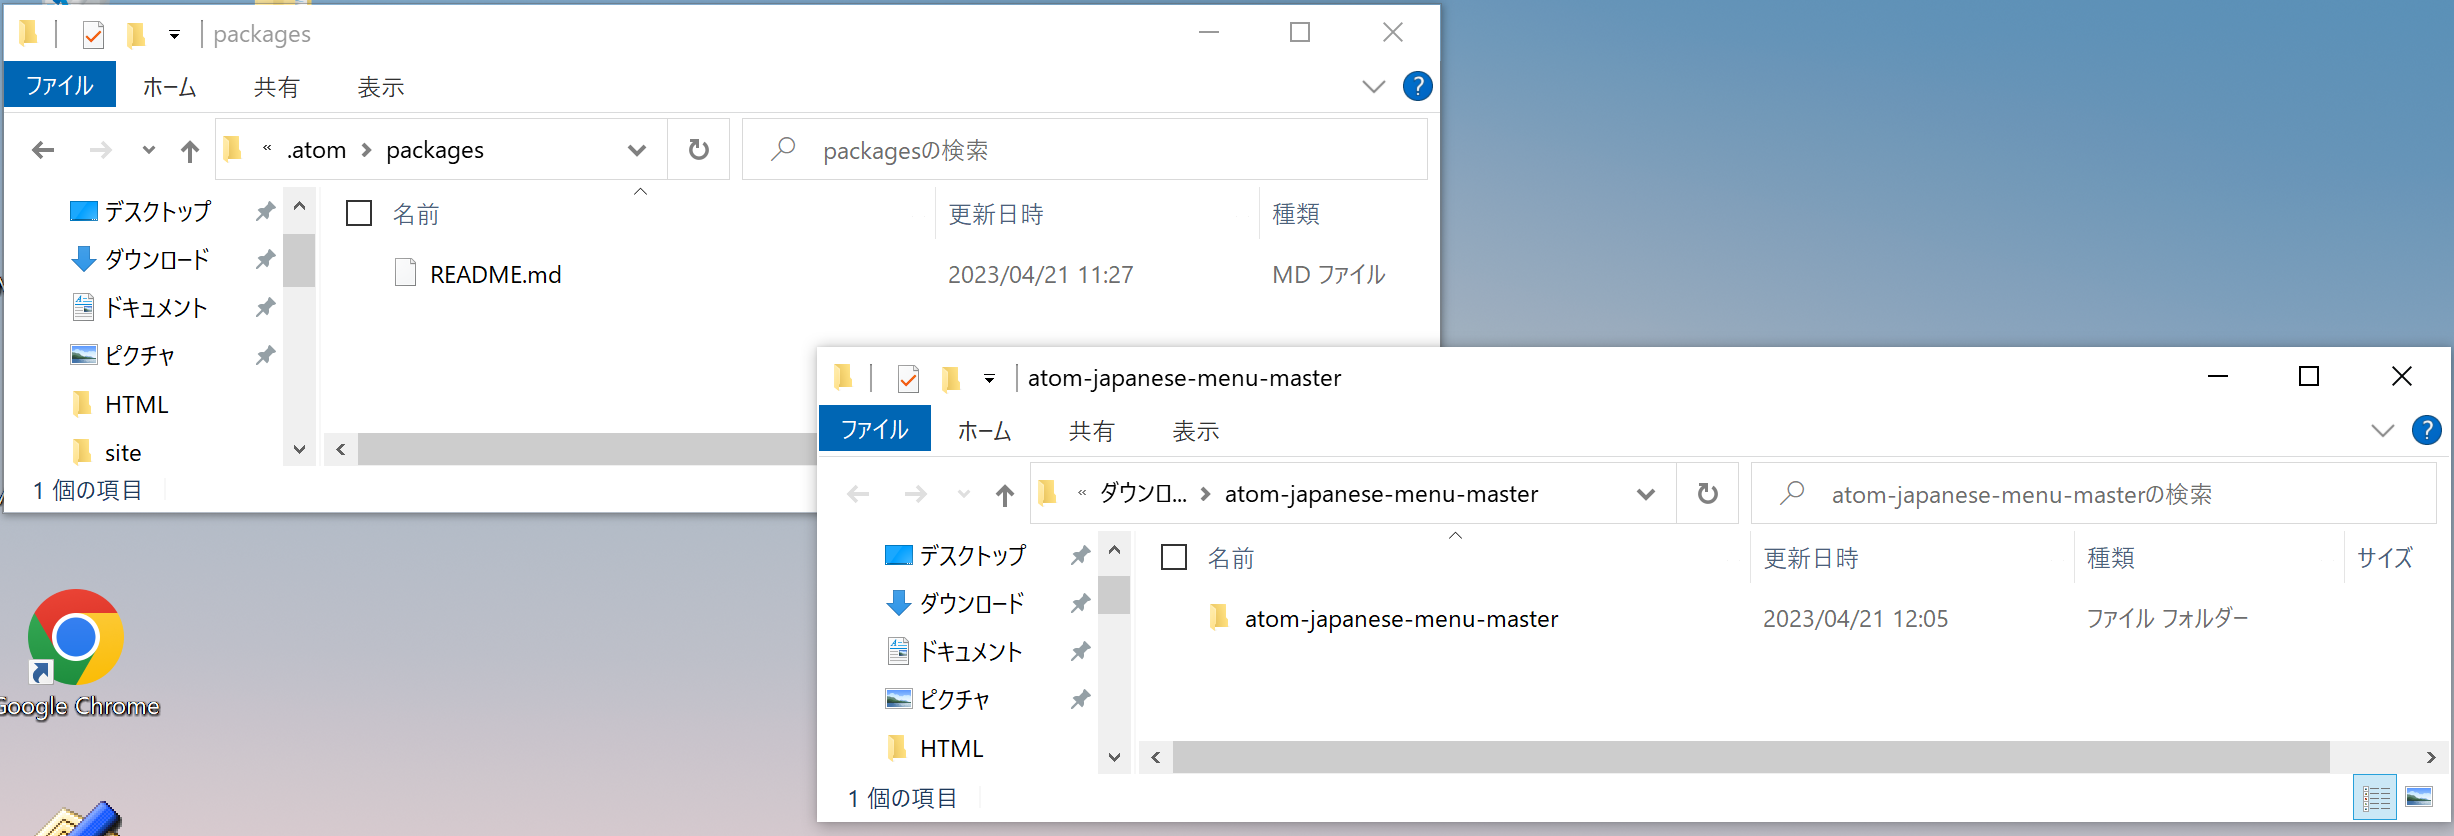 packages
ファイル ホーム 共有 表示
« .atom packages packagesの検索
デスクトップ
ダウンロード
ドキュメント
ピクチャ
HTML
site
名前 更新日時 種類
README.md 2023/04/21 11:27 MD ファイル
1 個の項目
atom-japanese-menu-master
ファイル ホーム 共有 表示
« ダウンロ... atom-japanese-menu-master atom-japanese-menu-masterの検索
デスクトップ
ダウンロード
ドキュメント
ピクチャ
HTML
名前 更新日時 種類 サイズ
atom-japanese-menu-master 2023/04/21 12:05 ファイル フォルダー
1 個の項目
Google Chrome